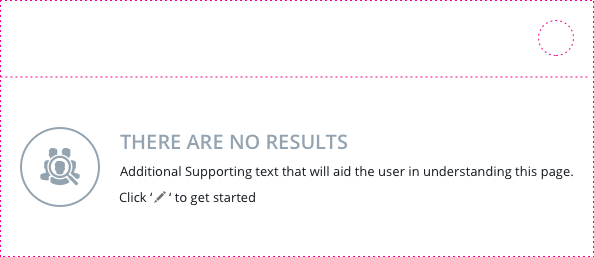 THERE ARE NO RESULTS
Additional Supporting text that will aid the user in understanding this page.
Click ‘ ‘ to get started